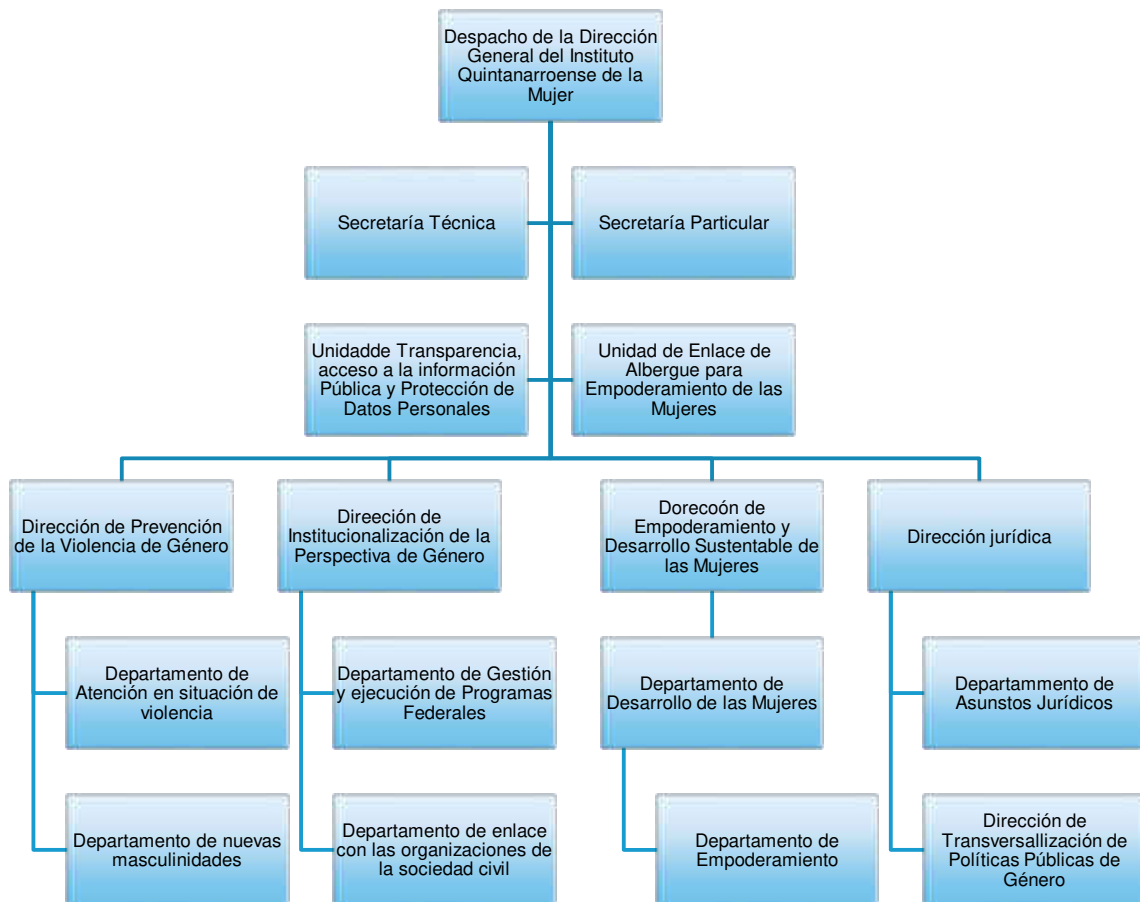 Despacho de la Dirección
General del Instituto
Quintanarroense de la
Mujer
Secretaría Técnica
Secretaría Particular
Unidadde Transparencia,
acceso a la información
Pública y Protección de
Datos Personales
Unidad de Enlace de
Albergue para
Empoderamiento de las
Mujeres
Dirección de Prevención
de la Violencia de Género
Direeción de
Institucionalización de la
Perspectiva de Género
Dorecoón de
Empoderamiento y
Desarrollo Sustentable de
las Mujeres
Dirección jurídica
Departamento de
Atención en situación de
violencia
Departamento de Gestión
y ejecución de Programas
Federales
Departamento de
Desarrollo de las Mujeres
Departammento de
Asunstos Jurídicos
Departamento de nuevas
masculinidades
Departamento de enlace
con las organizaciones de
la sociedad civil
Departamento de
Empoderamiento
Dirección de
Transversallización de
Políticas Públicas de
Género